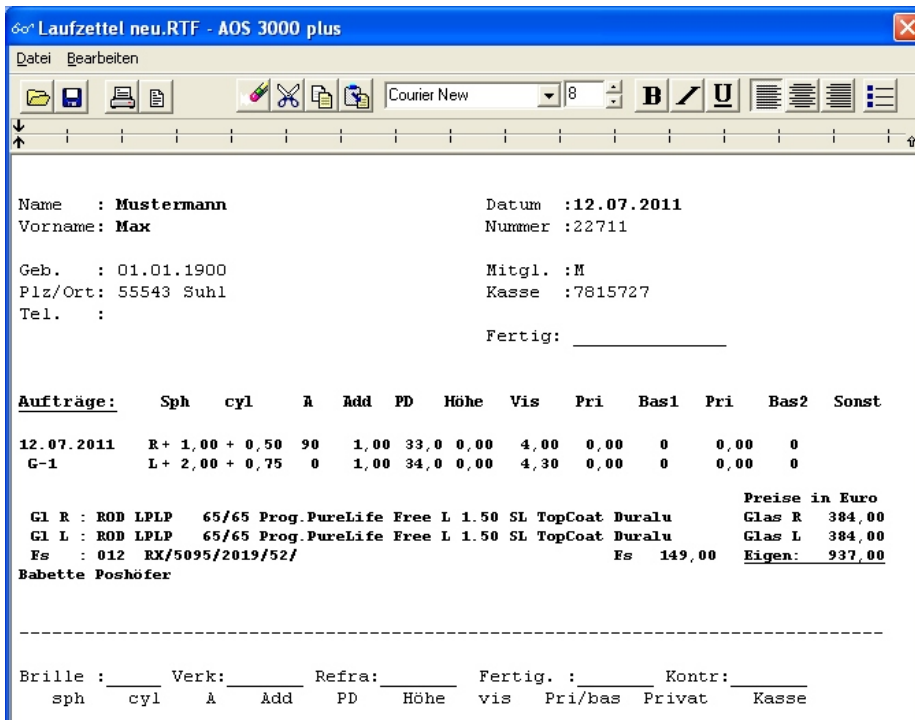 Laufzettel neu.RTF - AOS 3000 plus
Datei Bearbeiten
Courier New 8 B I U
Name : Mustermann Datum :12.07.2011
Vorname: Max Nummer :22711
Geb. : 01.01.1900 Mitgl. :M
Plz/Ort: 55543 Suhl Kasse :7815727
Tel. :
Fertig: ______________
Aufträge: Sph cyl A Add PD Höhe Vis Pri Bas1 Pri Bas2 Sonst
12.07.2011 R+ 1,00 + 0,50 90 1,00 33,0 0,00 4,00 0,00 0 0,00 0
G-1 L+ 2,00 + 0,75 0 1,00 34,0 0,00 4,30 0,00 0 0,00 0
Preise in Euro
Gl R : ROD LPLP 65/65 Prog.PureLife Free L 1.50 SL TopCoat Duralu Glas R 384,00
Gl L : ROD LPLP 65/65 Prog.PureLife Free L 1.50 SL TopCoat Duralu Glas L 384,00
Fs : 012 RX/5095/2019/52/ Fs 149,00 Eigen: 937,00
Babette Poshöfer
-------------------------------------------------------------------------------
Brille :_____ Verk:_______ Refra:_______ Fertig. :_______ Kontr:_______
sph cyl A Add PD Höhe vis Pri/bas Privat Kasse